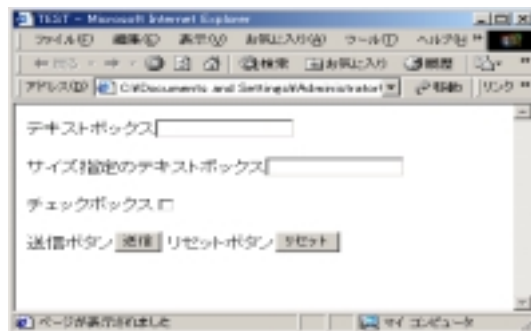 TEST - Microsoft Internet Explorer
ファイル(F) 編集(E) 表示(V) お気に入り(A) ツール(T) ヘルプ(H) »
戻る 検索 お気に入り 履歴 »
アドレス(D) C:¥Documents and Settings¥Administrator¥ 移動 リンク »
テキストボックス
サイズ指定のテキストボックス
チェックボックス
送信ボタン 送信 リセットボタン リセット
ページが表示されました マイ コンピュータ